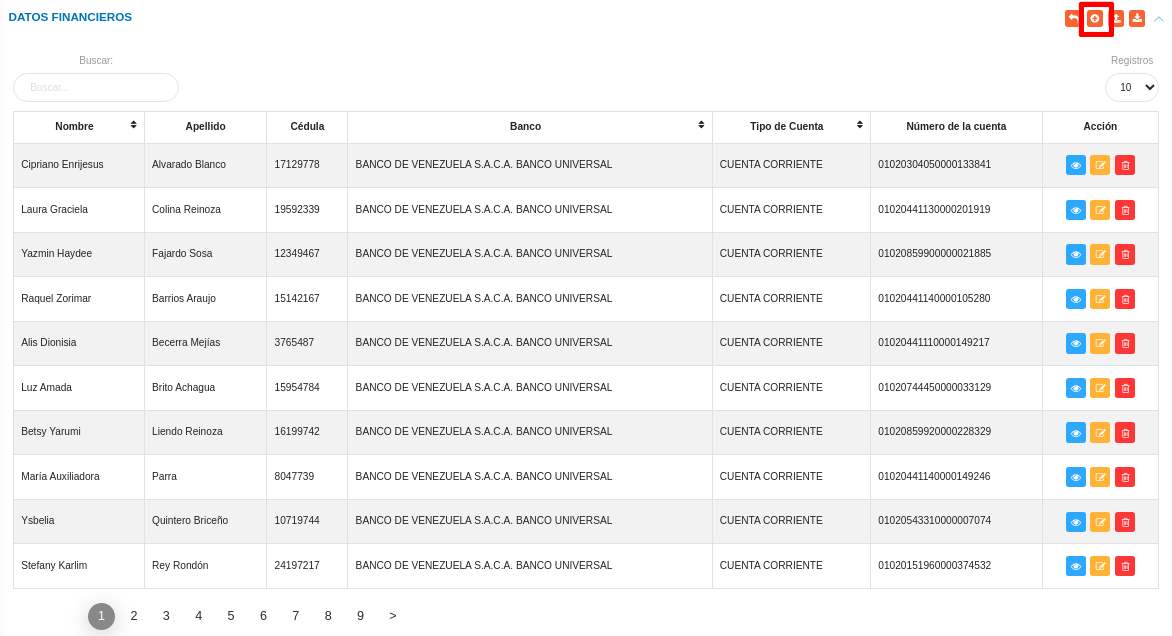 DATOS FINANCIEROS
Buscar: Registros
Buscar... 10
Nombre Apellido Cédula Banco Tipo de Cuenta Número de la cuenta Acción
Cipriano Enrijesus Alvarado Blanco 17129778 BANCO DE VENEZUELA S.A.C.A. BANCO UNIVERSAL CUENTA CORRIENTE 01020304050000133841
Laura Graciela Colina Reinoza 19592339 BANCO DE VENEZUELA S.A.C.A. BANCO UNIVERSAL CUENTA CORRIENTE 01020441130000201919
Yazmin Haydee Fajardo Sosa 12349467 BANCO DE VENEZUELA S.A.C.A. BANCO UNIVERSAL CUENTA CORRIENTE 01020859900000021885
Raquel Zorimar Barrios Araujo 15142167 BANCO DE VENEZUELA S.A.C.A. BANCO UNIVERSAL CUENTA CORRIENTE 01020441140000105280
Alis Dionisia Becerra Mejías 3765487 BANCO DE VENEZUELA S.A.C.A. BANCO UNIVERSAL CUENTA CORRIENTE 01020441110000149217
Luz Amada Brito Achagua 15954784 BANCO DE VENEZUELA S.A.C.A. BANCO UNIVERSAL CUENTA CORRIENTE 01020744450000033129
Betsy Yarumi Liendo Reinoza 16199742 BANCO DE VENEZUELA S.A.C.A. BANCO UNIVERSAL CUENTA CORRIENTE 01020859920000228329
María Auxiliadora Parra 8047739 BANCO DE VENEZUELA S.A.C.A. BANCO UNIVERSAL CUENTA CORRIENTE 01020441140000149246
Ysbelia Quintero Briceño 10719744 BANCO DE VENEZUELA S.A.C.A. BANCO UNIVERSAL CUENTA CORRIENTE 01020543310000007074
Stefany Karlim Rey Rondón 24197217 BANCO DE VENEZUELA S.A.C.A. BANCO UNIVERSAL CUENTA CORRIENTE 01020151960000374532
1 2 3 4 5 6 7 8 9 >